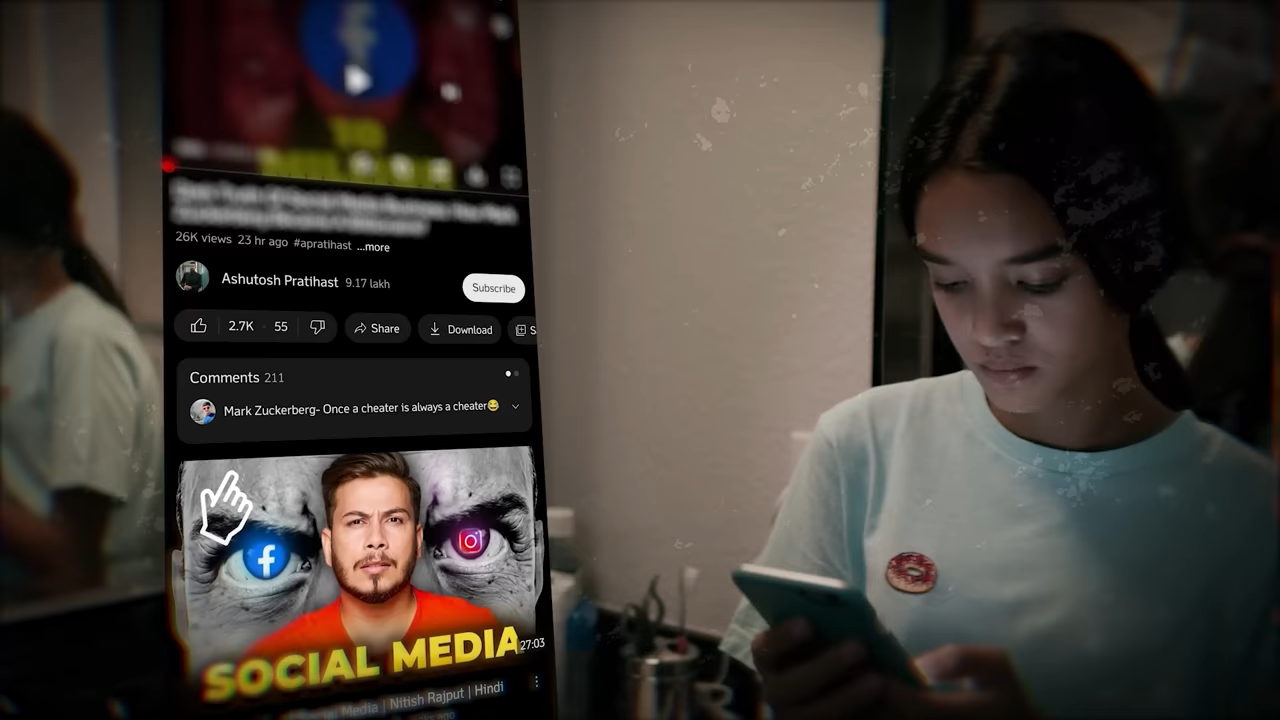 26K views 23 hr ago #apratihast ...more
Ashutosh Pratihast 9.17 lakh
Subscribe
2.7K 55 Share Download S
Comments 211
Mark Zuckerberg- Once a cheater is always a cheater😂
SOCIAL MEDIA
27:03
Media | Nitish Rajput | Hindi